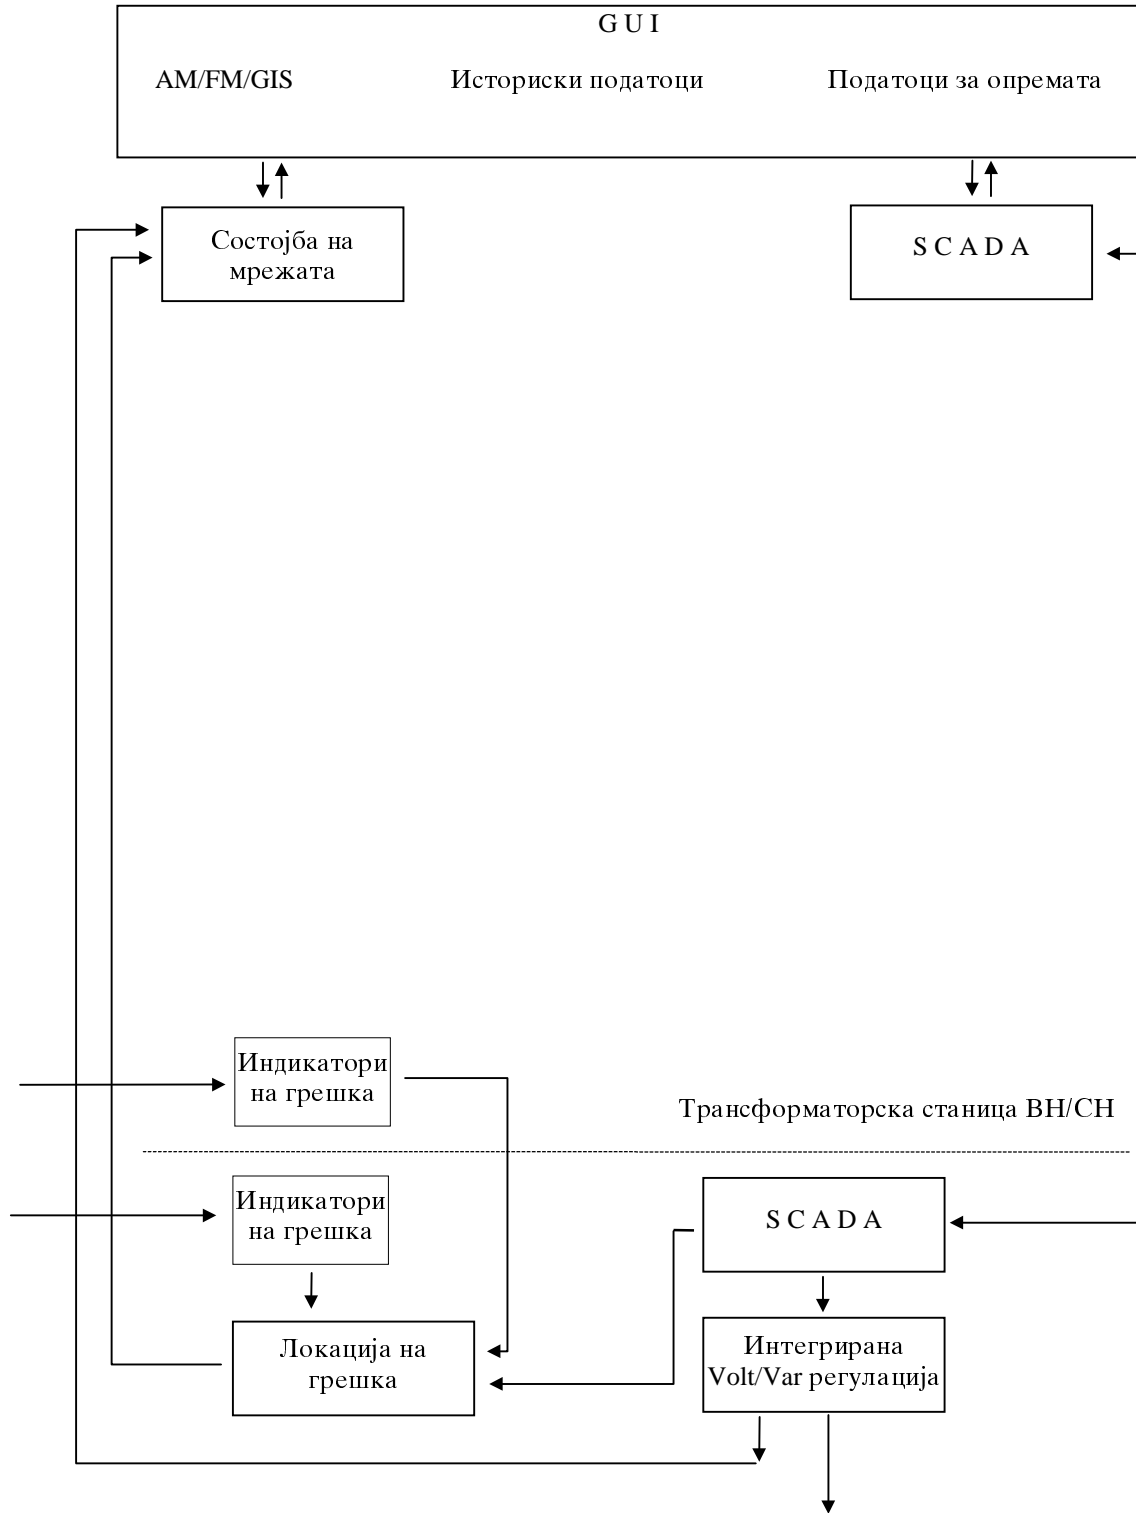 G U I
AM/FM/GIS
Историски податоци
Податоци за опремата
Состојба на
мрежата
S C A D A
Индикатори
на грешка
Трансформаторска станица ВН/СН
Индикатори
на грешка
S C A D A
Локација на
грешка
Интегрирана
Volt/Var регулација